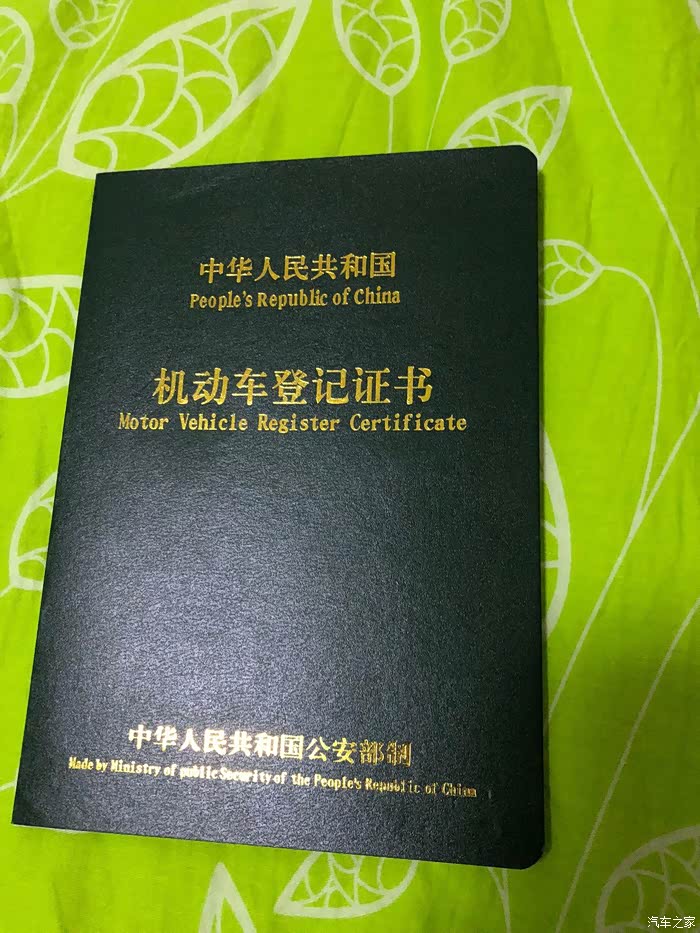 中华人民共和国
People's Republic of China
机动车登记证书
Motor Vehicle Register Certificate
中华人民共和国公安部制
Made by Ministry of public Security of the People's Republic of China
汽车之家